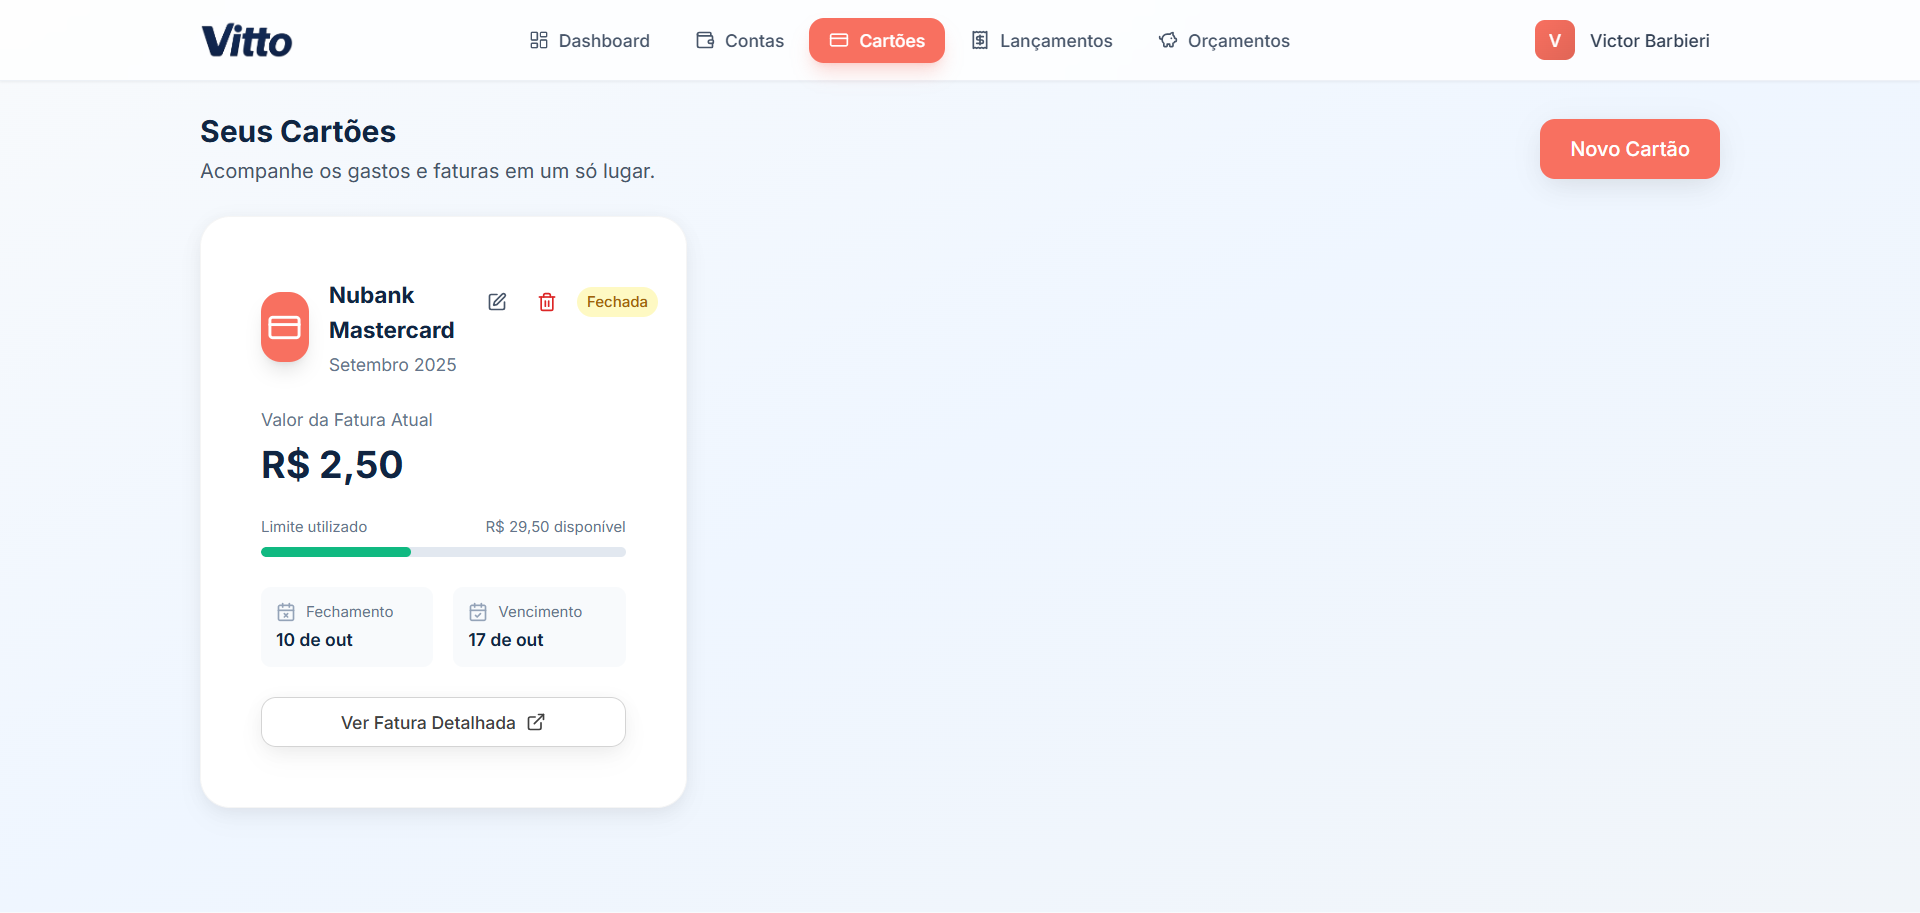 Vitto
Dashboard
Contas
Cartões
Lançamentos
Orçamentos
V
Victor Barbieri
Seus Cartões
Acompanhe os gastos e faturas em um só lugar.
Novo Cartão
Nubank
Mastercard
Setembro 2025
Fechada
Valor da Fatura Atual
R$ 2,50
Limite utilizado
R$ 29,50 disponível
Fechamento
10 de out
Vencimento
17 de out
Ver Fatura Detalhada